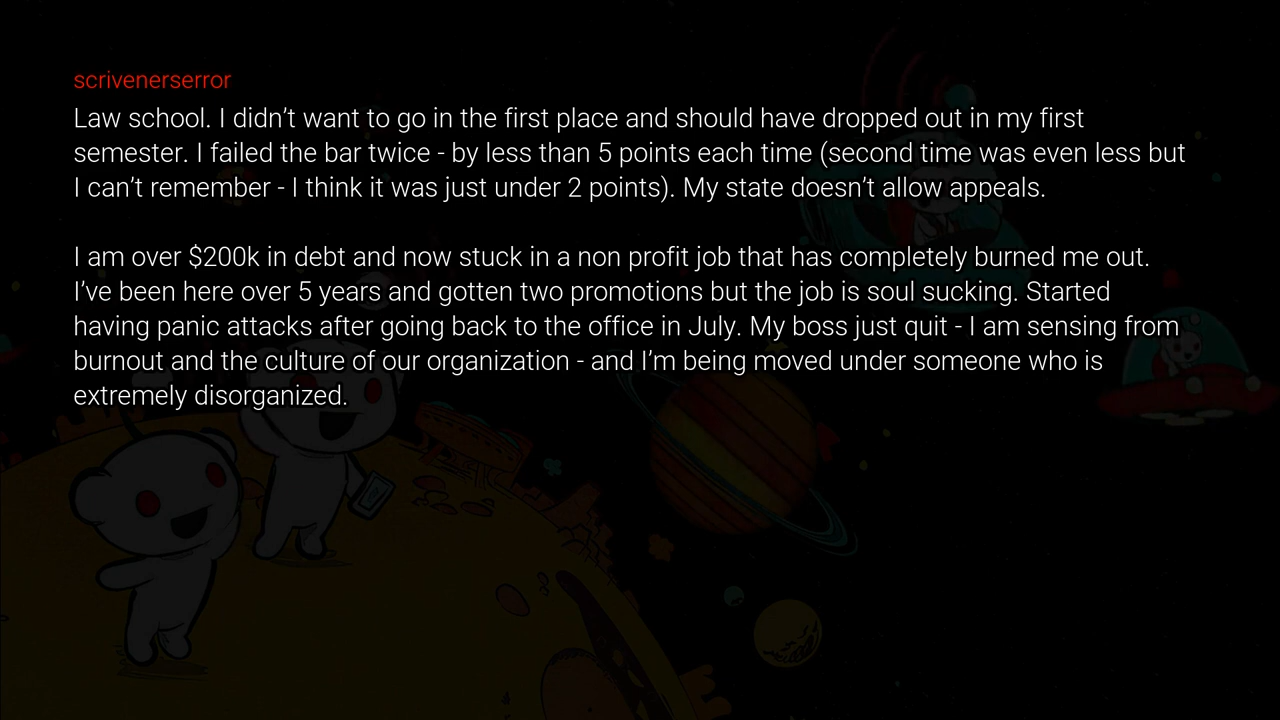 scrivenerserror
Law school. I didn’t want to go in the first place and should have dropped out in my first
semester. I failed the bar twice - by less than 5 points each time (second time was even less but
I can’t remember - I think it was just under 2 points). My state doesn’t allow appeals.
I am over $200k in debt and now stuck in a non profit job that has completely burned me out.
I’ve been here over 5 years and gotten two promotions but the job is soul sucking. Started
having panic attacks after going back to the office in July. My boss just quit - I am sensing from
burnout and the culture of our organization - and I’m being moved under someone who is
extremely disorganized.